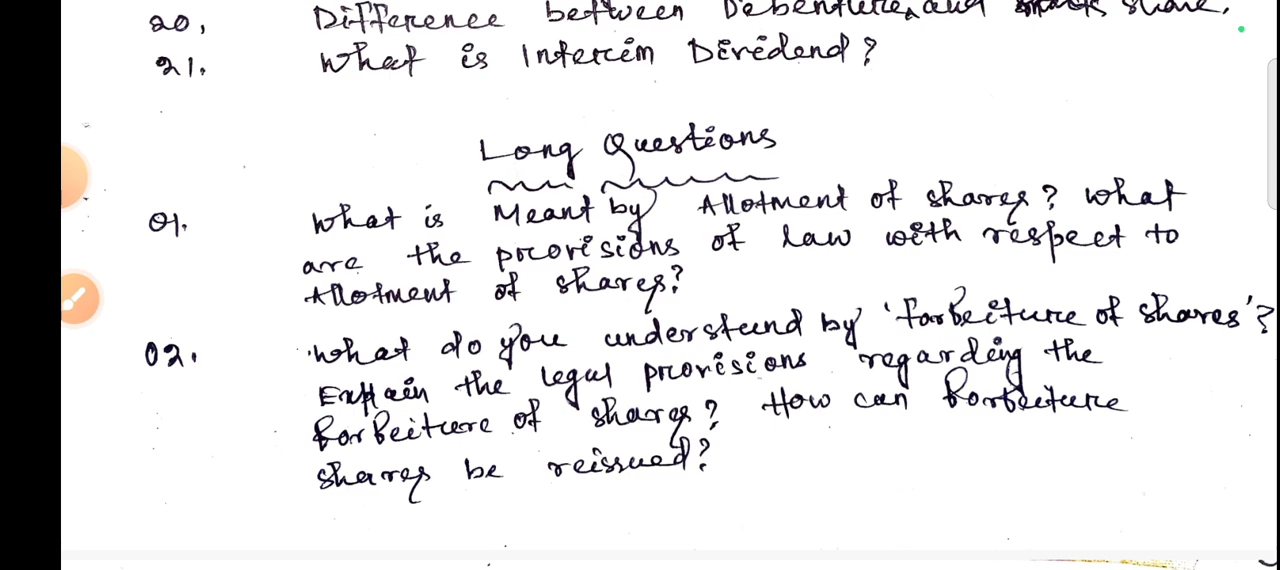 20, Difference between Debenture, and share.
21. What is Interim Dividend?
Long Questions
01. What is Meant by Allotment of shares? What
are the provisions of law with respect to
Allotment of shares?
02. What do you understand by 'forfeiture of shares'?
Explain the legal provisions regarding the
forfeiture of shares? How can forfeiture
shares be reissued?